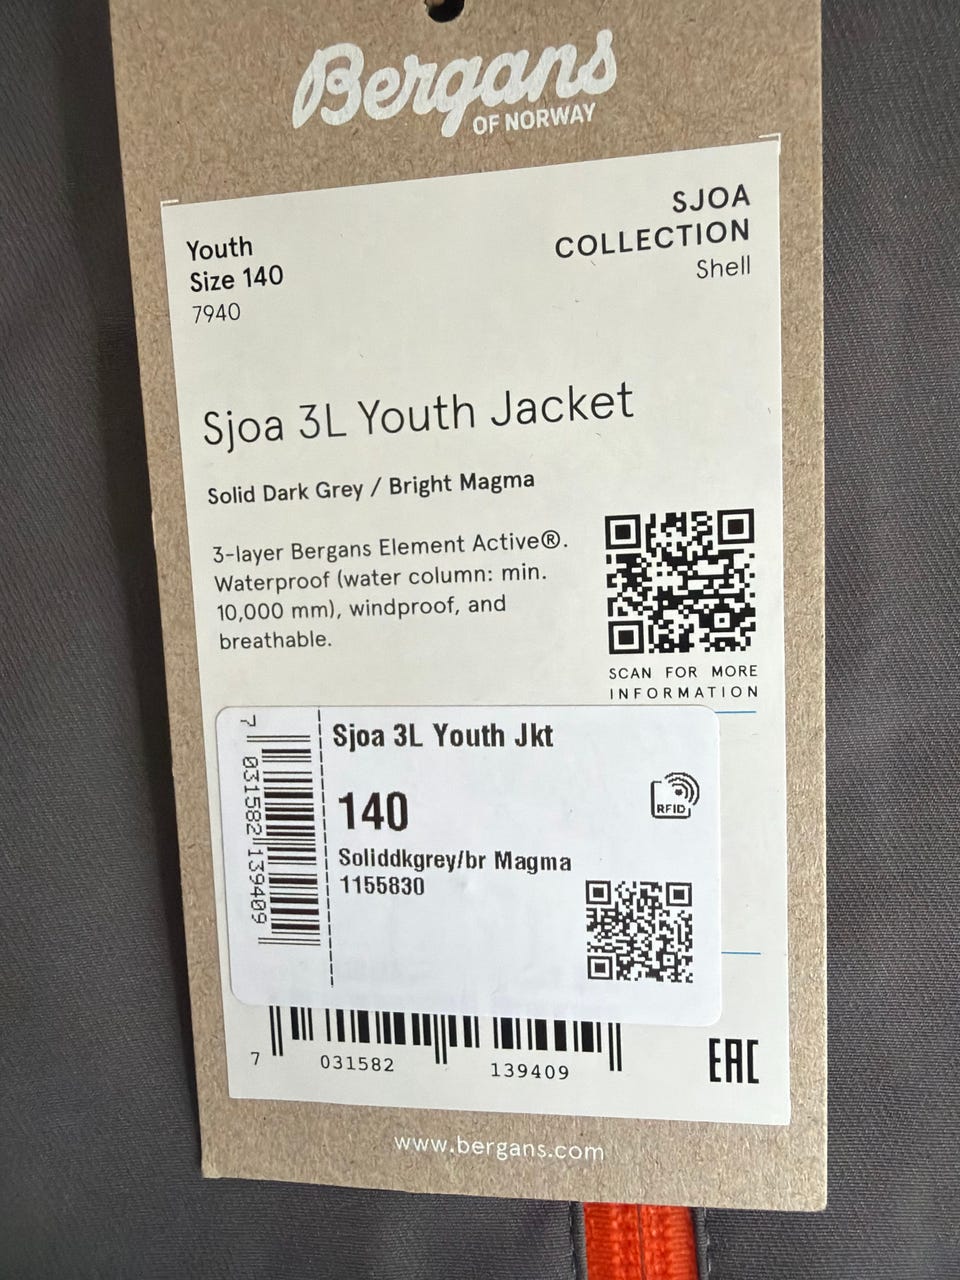 Bergans
OF NORWAY
Youth
Size 140
7940
SJOA
COLLECTION
Shell
Sjoa 3L Youth Jacket
Solid Dark Grey / Bright Magma
3-layer Bergans Element Active®.
Waterproof (water column: min.
10,000 mm), windproof, and
breathable.
SCAN FOR MORE
INFORMATION
7 031582 139409
Sjoa 3L Youth Jkt
140
RFID
Soliddkgrey/br Magma
1155830
7 031582 139409
EAC
www.bergans.com